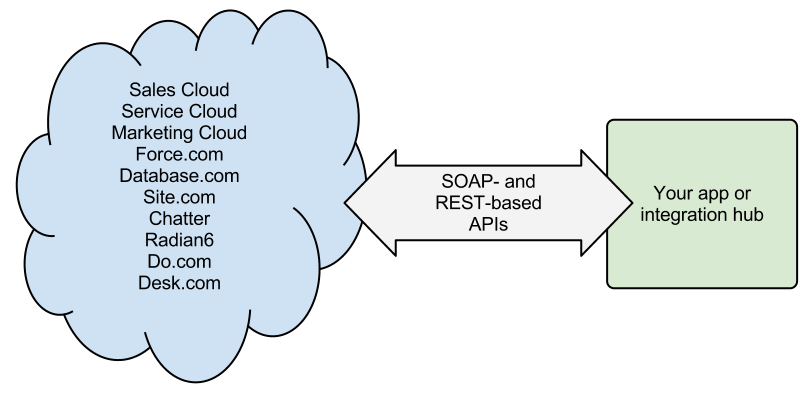 Sales Cloud
Service Cloud
Marketing Cloud
Force.com
Database.com
Site.com
Chatter
Radian6
Do.com
Desk.com
SOAP- and
REST-based
APIs
Your app or
integration hub